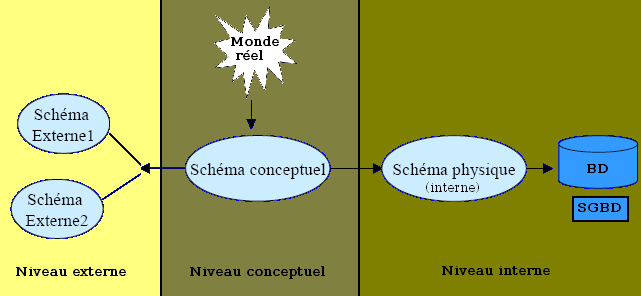 Monde
réel
Schéma
Externe1
Schéma
Externe2
Schéma conceptuel
Schéma physique
(interne)
BD
SGBD
Niveau externe
Niveau conceptuel
Niveau interne